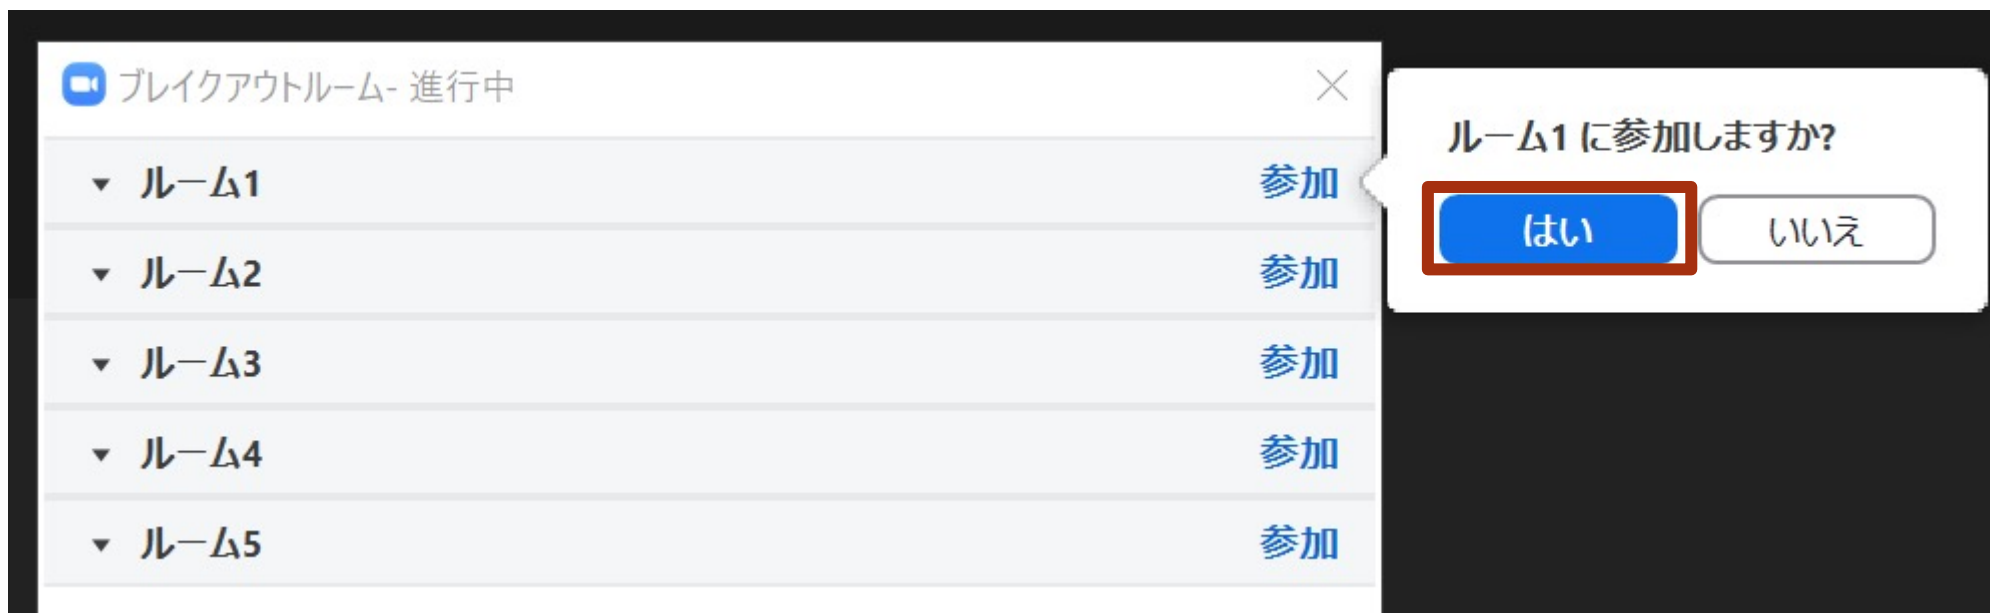 ブレイクアウトルーム- 進行中
ルーム1 参加
ルーム2 参加
ルーム3 参加
ルーム4 参加
ルーム5 参加
ルーム1 に参加しますか?
はい いいえ